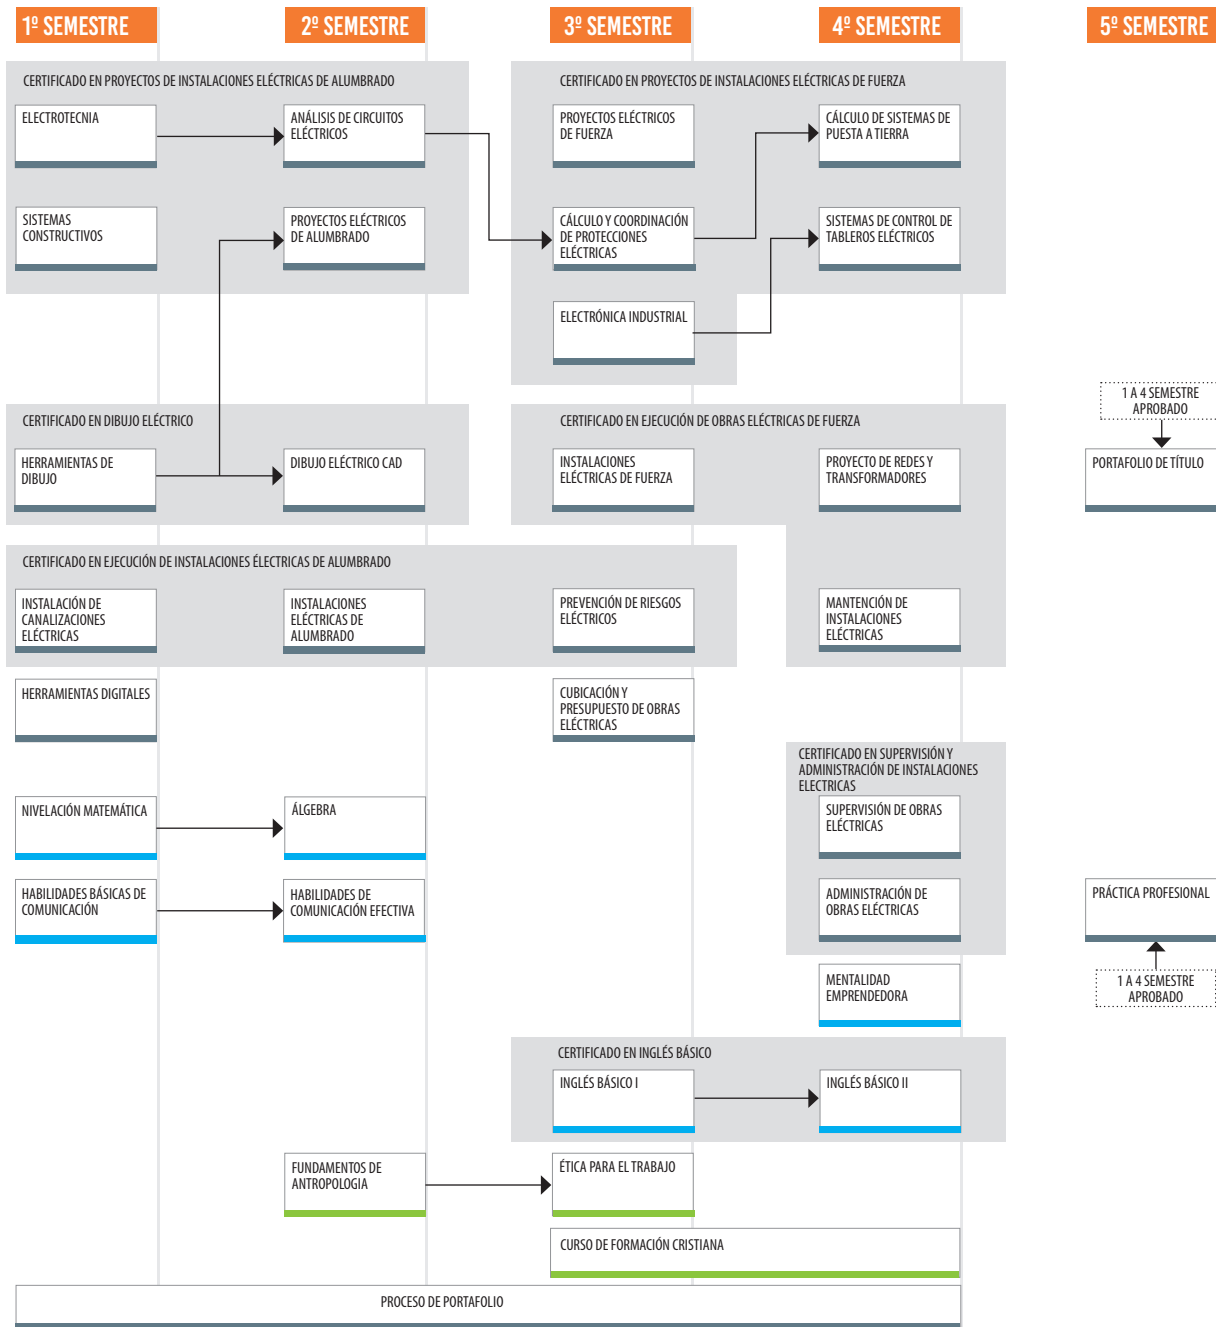 1º SEMESTRE
2º SEMESTRE
3º SEMESTRE
4º SEMESTRE
5º SEMESTRE
CERTIFICADO EN PROYECTOS DE INSTALACIONES ELÉCTRICAS DE ALUMBRADO
CERTIFICADO EN PROYECTOS DE INSTALACIONES ELÉCTRICAS DE FUERZA
ELECTROTECNIA
ANÁLISIS DE CIRCUITOS
ELÉCTRICOS
PROYECTOS ELÉCTRICOS
DE FUERZA
CÁLCULO DE SISTEMAS DE
PUESTA A TIERRA
SISTEMAS
CONSTRUCTIVOS
PROYECTOS ELÉCTRICOS
DE ALUMBRADO
CÁLCULO Y COORDINACIÓN
DE PROTECCIONES
ELÉCTRICAS
SISTEMAS DE CONTROL DE
TABLEROS ELÉCTRICOS
ELECTRÓNICA INDUSTRIAL
1 A 4 SEMESTRE
APROBADO
CERTIFICADO EN DIBUJO ELÉCTRICO
CERTIFICADO EN EJECUCIÓN DE OBRAS ELÉCTRICAS DE FUERZA
HERRAMIENTAS DE
DIBUJO
DIBUJO ELÉCTRICO CAD
INSTALACIONES
ELÉCTRICAS DE FUERZA
PROYECTO DE REDES Y
TRANSFORMADORES
PORTAFOLIO DE TÍTULO
CERTIFICADO EN EJECUCIÓN DE INSTALACIONES ÉLECTRICAS DE ALUMBRADO
INSTALACIÓN DE
CANALIZACIONES
ELÉCTRICAS
INSTALACIONES
ELÉCTRICAS DE
ALUMBRADO
PREVENCIÓN DE RIESGOS
ELÉCTRICOS
MANTENCIÓN DE
INSTALACIONES
ELÉCTRICAS
HERRAMIENTAS DIGITALES
CUBICACIÓN Y
PRESUPUESTO DE OBRAS
ELÉCTRICAS
CERTIFICADO EN SUPERVISIÓN Y
ADMINISTRACIÓN DE INSTALACIONES
ELECTRICAS
NIVELACIÓN MATEMÁTICA
ÁLGEBRA
SUPERVISIÓN DE OBRAS
ELÉCTRICAS
HABILIDADES BÁSICAS DE
COMUNICACIÓN
HABILIDADES DE
COMUNICACIÓN EFECTIVA
ADMINISTRACIÓN DE
OBRAS ELÉCTRICAS
PRÁCTICA PROFESIONAL
MENTALIDAD
EMPRENDEDORA
1 A 4 SEMESTRE
APROBADO
CERTIFICADO EN INGLÉS BÁSICO
INGLÉS BÁSICO I
INGLÉS BÁSICO II
FUNDAMENTOS DE
ANTROPOLOGIA
ÉTICA PARA EL TRABAJO
CURSO DE FORMACIÓN CRISTIANA
PROCESO DE PORTAFOLIO